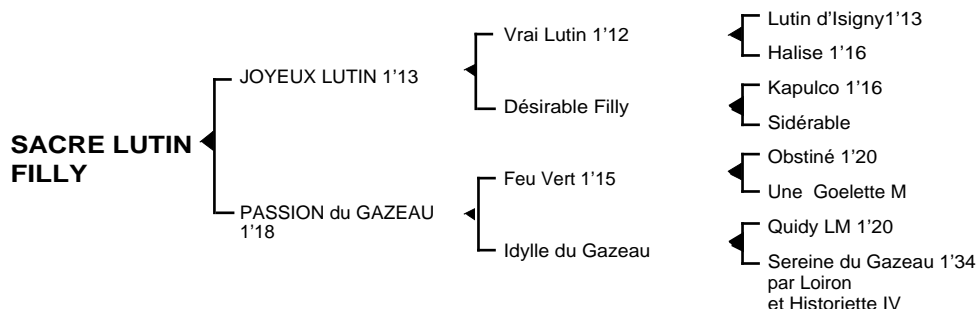 SACRE LUTIN
FILLY
JOYEUX LUTIN 1’13
PASSION du GAZEAU
1’18
Vrai Lutin 1’12
Désirable Filly
Feu Vert 1’15
Idylle du Gazeau
Lutin d’Isigny1’13
Halise 1’16
Kapulco 1’16
Sidérable
Obstiné 1’20
Une Goelette M
Quidy LM 1’20
Sereine du Gazeau 1’34
par Loiron
et Historiette IV